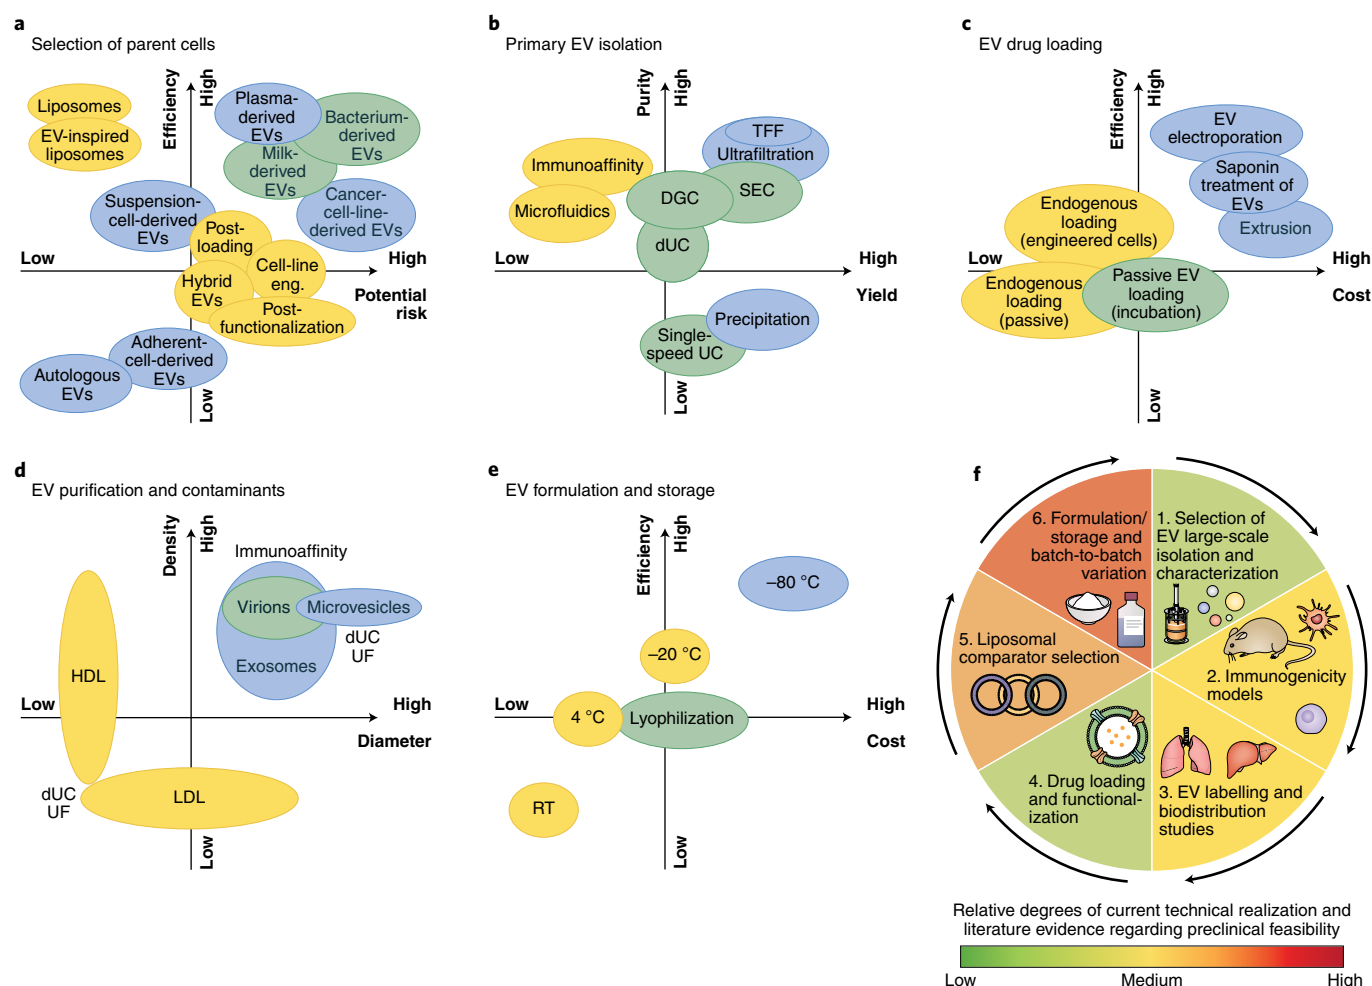 a
Selection of parent cells
Efficiency
High
Low
Low
High
Potential
risk
Liposomes
EV-inspired
liposomes
Plasma-
derived
EVs
Bacterium-
derived
EVs
Milk-
derived
EVs
Suspension-
cell-derived
EVs
Cancer-
cell-line-
derived EVs
Post-
loading
Cell-line
eng.
Hybrid
EVs
Post-
functionalization
Adherent-
cell-derived
EVs
Autologous
EVs
b
Primary EV isolation
Purity
High
Low
Low
High
Yield
TFF
Ultrafiltration
Immunoaffinity
Microfluidics
DGC
SEC
dUC
Precipitation
Single-
speed UC
c
EV drug loading
Efficiency
High
Low
Low
High
Cost
EV
electroporation
Saponin
treatment of
EVs
Extrusion
Endogenous
loading
(engineered cells)
Endogenous
loading
(passive)
Passive EV
loading
(incubation)
d
EV purification and contaminants
Density
High
Low
Low
High
Diameter
Immunoaffinity
Virions
Microvesicles
dUC
UF
Exosomes
HDL
dUC
UF
LDL
e
EV formulation and storage
Efficiency
High
Low
Low
High
Cost
–80 °C
–20 °C
4 °C
Lyophilization
RT
f
1. Selection of
EV large-scale
isolation and
characterization
2. Immunogenicity
models
3. EV labelling and
biodistribution
studies
4. Drug loading
and functional-
ization
5. Liposomal
comparator selection
6. Formulation/
storage and
batch-to-batch
variation
Relative degrees of current technical realization and
literature evidence regarding preclinical feasibility
Low
Medium
High